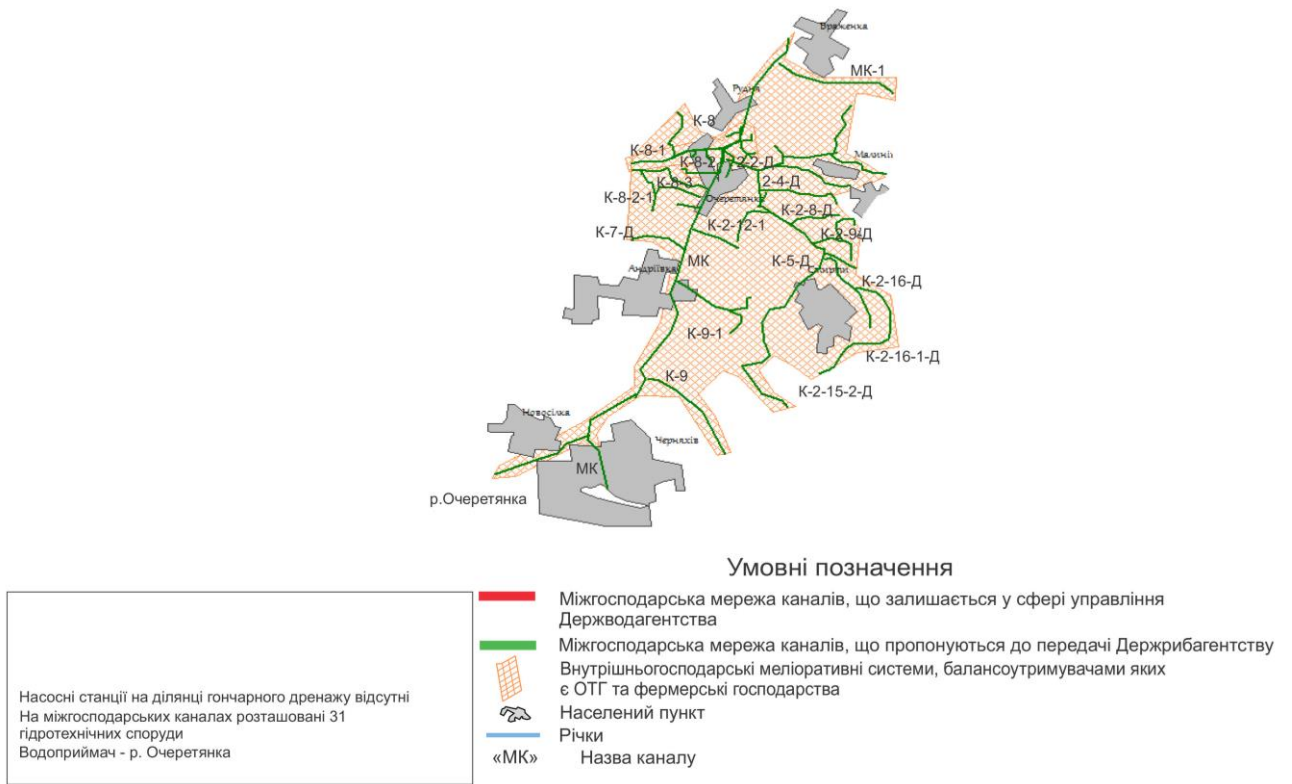 Враженка
МК-1
Рудня
К-8
К-8-1
Малинії
К-8-2
2-2-Д
К-8-3
2-4-Д
К-8-2-1
Очеретянка
К-2-8-Д
К-2-12-1
К-7-Д
К-2-9-Д
МК
К-5-Д
Андріївка
К-2-16-Д
К-9-1
К-2-16-1-Д
К-9
К-2-15-2-Д
Новосілка
Черняхів
МК
р.Очеретянка
Умовні позначення
Міжгосподарська мережа каналів, що залишається у сфері управління
Держводагентства
Міжгосподарська мережа каналів, що пропонуються до передачі Держрибагентству
Внутрішньогосподарські меліоративні системи, балансоутримувачами яких
є ОТГ та фермерські господарства
Населений пункт
Річки
«МК» Назва каналу
Насосні станції на ділянці гончарного дренажу відсутні
На міжгосподарських каналах розташовані 31
гідротехнічних споруди
Водоприймач - р. Очеретянка